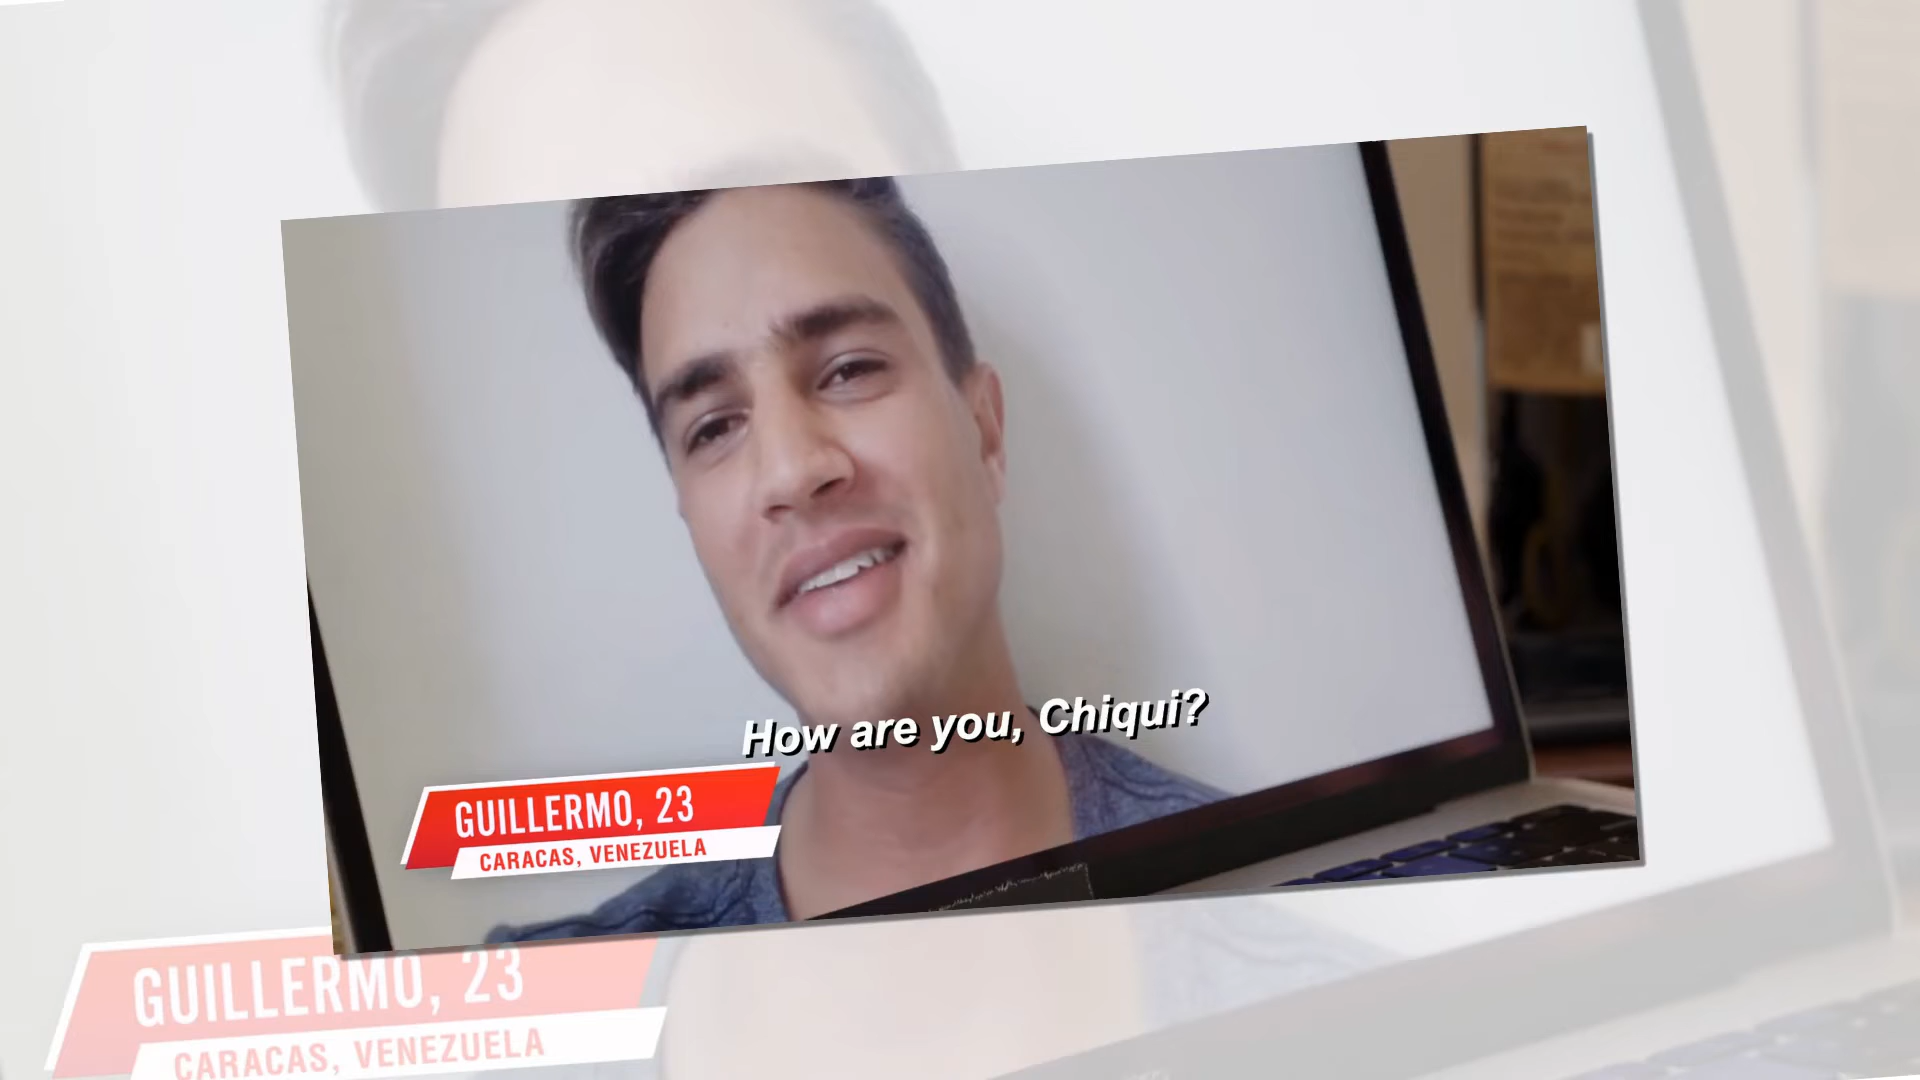 How are you, Chiqui?
GUILLERMO, 23
CARACAS, VENEZUELA
GUILLERMO, 23
CARACAS, VENEZUELA